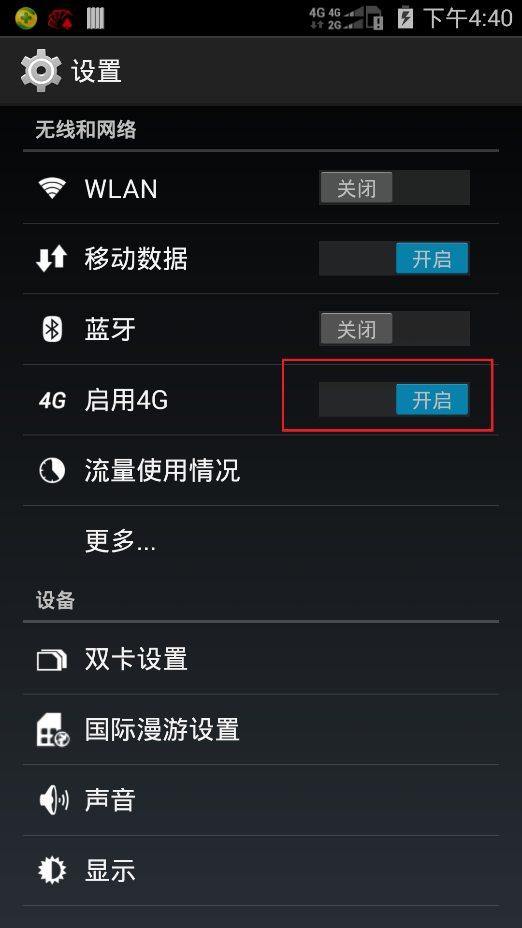 4G 4G 2G 下午4:40
设置
无线和网络
WLAN 关闭
移动数据 开启
蓝牙 关闭
4G 启用4G 开启
流量使用情况
更多...
设备
双卡设置
国际漫游设置
声音
显示